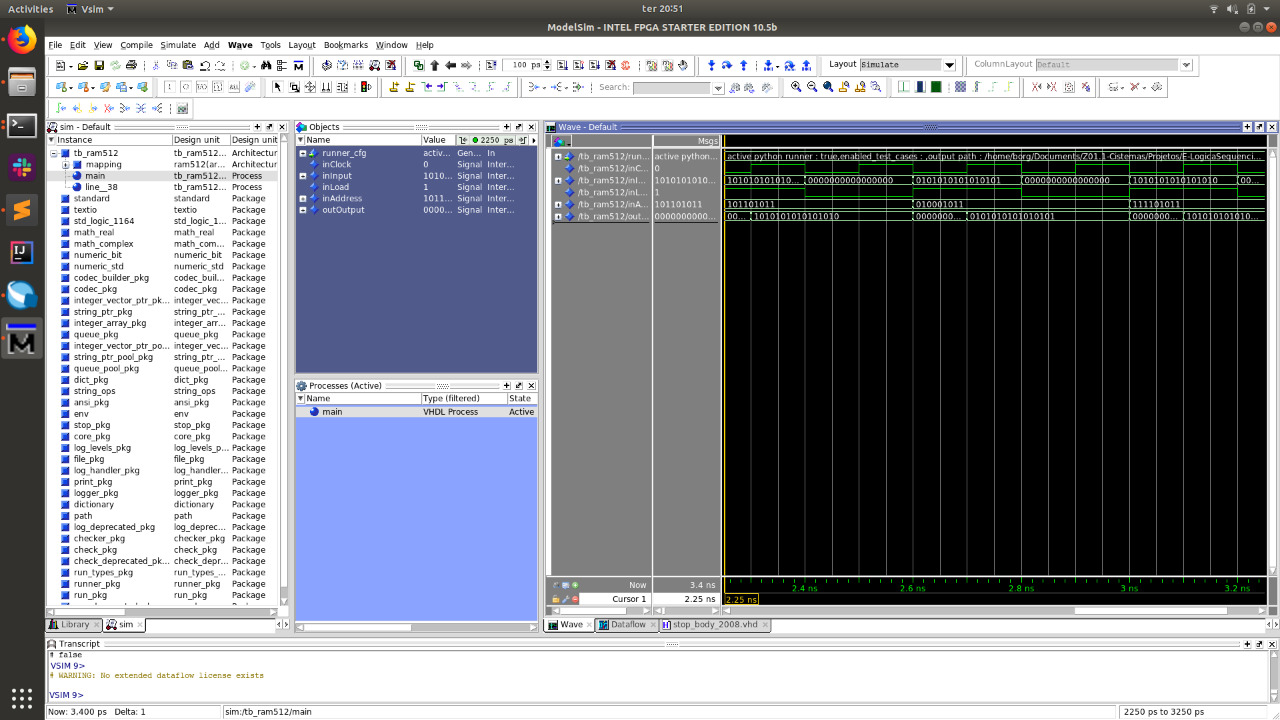 Activities
Vsim
ter 20:51
ModelSim - INTEL FPGA STARTER EDITION 10.5b
File Edit View Compile Simulate Add Wave Tools Layout Bookmarks Window Help
100 ps
Layout Simulate
ColumnLayout Default
Search:
sim - Default
Instance Design unit Design unit
tb_ram512 tb_ram512... Architectur
mapping ram512(ar... Architectur
main tb_ram512... Process
line__38 tb_ram512... Process
standard standard Package
textio textio Package
std_logic_1164 std_logic_... Package
math_real math_real Package
math_complex math_com... Package
numeric_bit numeric_bit Package
numeric_std numeric_std Package
codec_builder_pkg codec_buil... Package
codec_pkg codec_pkg Package
integer_vector_ptr_pk... integer_vec... Package
string_ptr_pkg string_ptr_... Package
integer_array_pkg integer_arr... Package
queue_pkg queue_pkg Package
integer_vector_ptr_po... integer_vec... Package
string_ptr_pool_pkg string_ptr_... Package
queue_pool_pkg queue_poo... Package
dict_pkg dict_pkg Package
string_ops string_ops Package
ansi_pkg ansi_pkg Package
env env Package
stop_pkg stop_pkg Package
core_pkg core_pkg Package
log_levels_pkg log_levels_p... Package
file_pkg file_pkg Package
log_handler_pkg log_handler... Package
print_pkg print_pkg Package
logger_pkg logger_pkg Package
dictionary dictionary Package
path path Package
log_deprecated_pkg log_deprec... Package
checker_pkg checker_pkg Package
check_pkg check_pkg Package
check_deprecated_pkg check_depr... Package
run_types_pkg run_types_... Package
runner_pkg runner_pkg Package
run_pkg run_pkg Package
Library
sim
Objects
Name Value 2250 ps
runner_cfg activ... Gen... In
inClock 0 Signal Inter...
inInput 1010... Signal Inter...
inLoad 1 Signal Inter...
inAddress 1011... Signal Inter...
outOutput 0000... Signal Inter...
Processes (Active)
Name Type (filtered) State
main VHDL Process Active
Wave - Default
Msgs
/tb_ram512/run... active python... active python runner : true,enabled_test_cases : ,output path : /home/borg/Documents/Z01.1-Cistemas/Projetos/E-LogicaSequenci...
/tb_ram512/inC... 0
/tb_ram512/inI... 1010101010... 101010101010... 0000000000000000 0101010101010101 0000000000000000 1010101010101010 00...
/tb_ram512/inL... 1
/tb_ram512/inA... 101101011 101101011 010001011 111101011
/tb_ram512/out... 0000000000... 00... 1010101010101010 0000000... 0101010101010101 0000000... 101010101010...
Now 3.4 ns
Cursor 1 2.25 ns
2.4 ns 2.6 ns 2.8 ns 3 ns 3.2 ns
2.25 ns
Wave
Dataflow
stop_body_2008.vhd
Transcript
# false
VSIM 9>
# WARNING: No extended dataflow license exists
VSIM 9>
Now: 3.400 ps Delta: 1
sim:/tb_ram512/main
2250 ps to 3250 ps